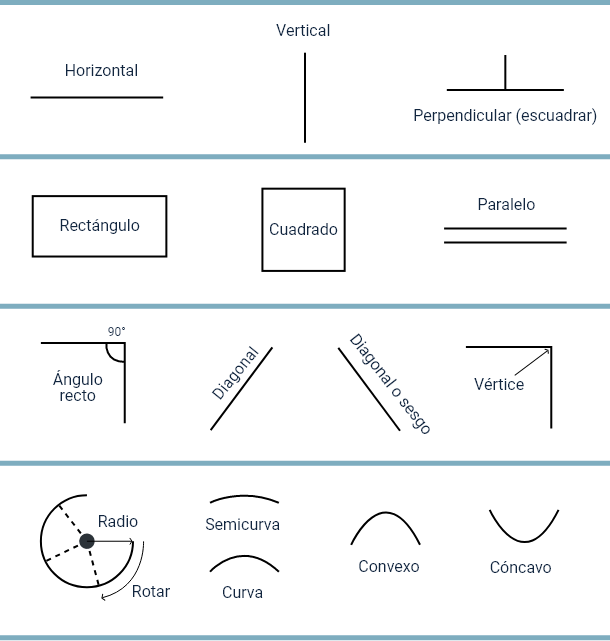 Vertical
Horizontal
Perpendicular (escuadrar)
Rectángulo
Cuadrado
Paralelo
90°
Ángulo
recto
Diagonal
Diagonal o sesgo
Vértice
Radio
Rotar
Semicurva
Curva
Convexo
Cóncavo